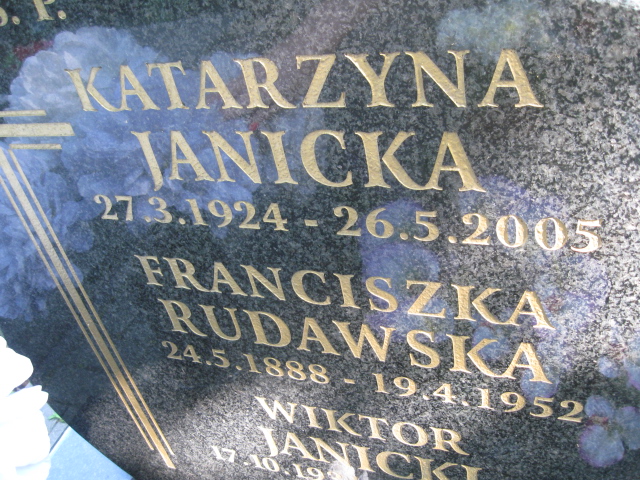 Ś. P.
KATARZYNA
JANICKA
27.3.1924 - 26.5.2005
FRANCISZKA
RUDAWSKA
24.5.1888 - 19.4.1952
WIKTOR
JANICKI